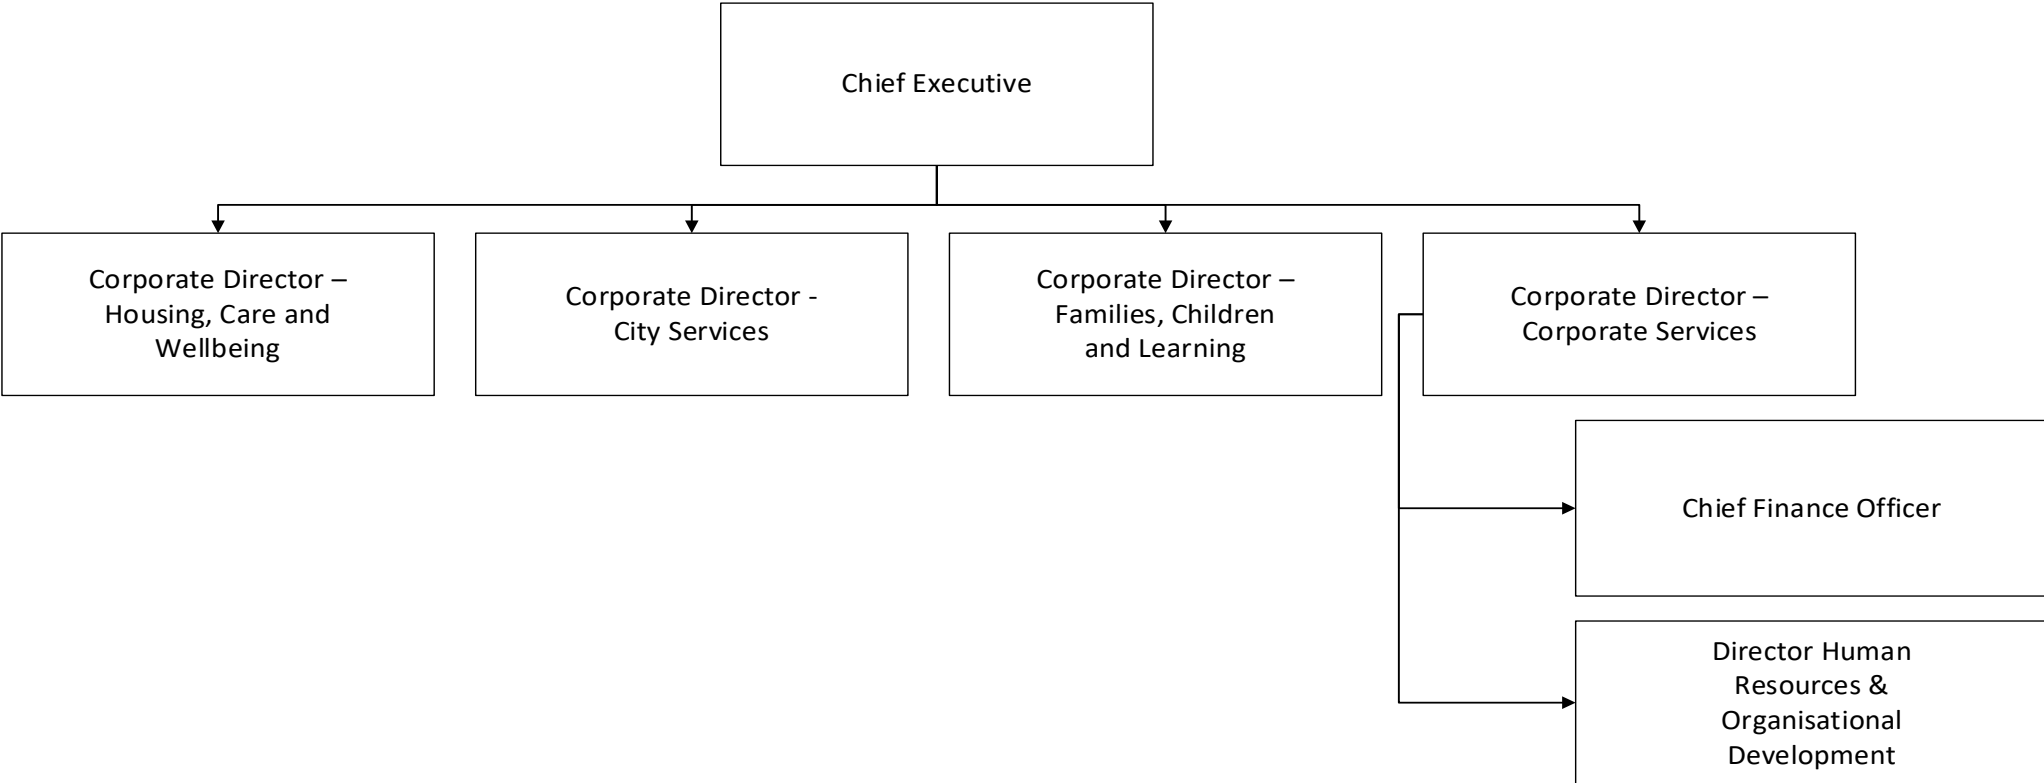 Chief Executive
Corporate Director –
Housing, Care and
Wellbeing
Corporate Director -
City Services
Corporate Director –
Families, Children
and Learning
Corporate Director –
Corporate Services
Chief Finance Officer
Director Human
Resources &
Organisational
Development